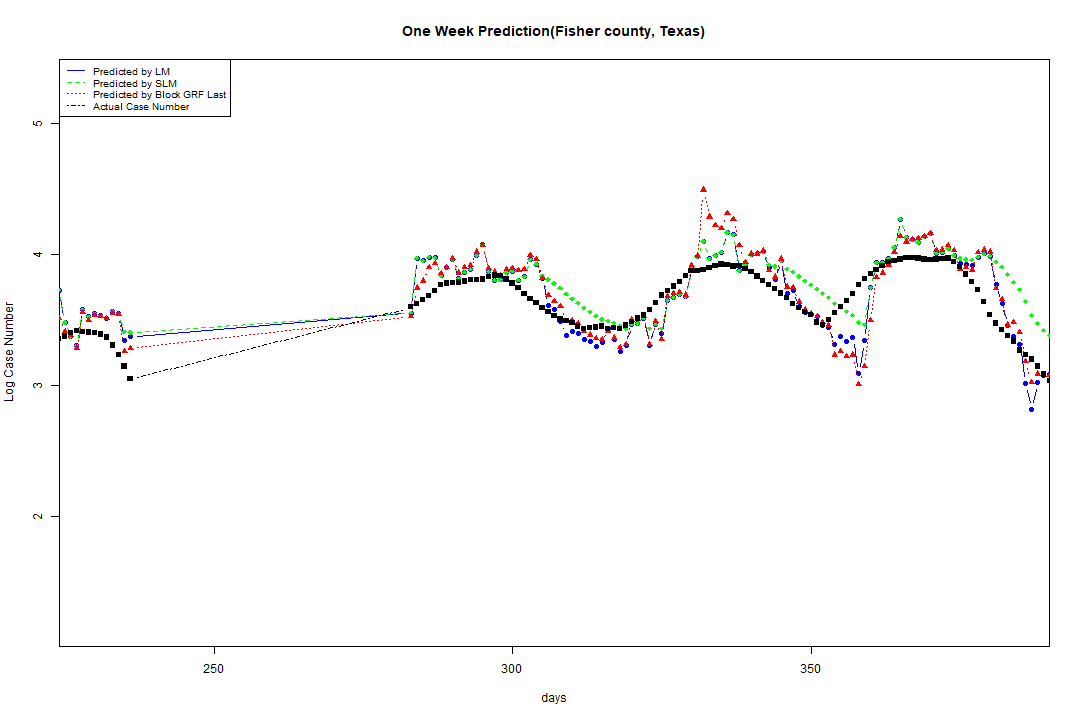 One Week Prediction(Fisher county, Texas)
Predicted by LM
Predicted by SLM
Predicted by Block GRF Last
Actual Case Number
5
4
3
2
Log Case Number
250
300
350
days